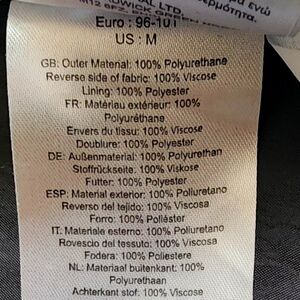 AL LTD.
Euro : 96-101
US : M
GB: Outer Material: 100% Polyurethane
Reverse side of fabric: 100% Viscose
Lining: 100% Polyester
FR: Matériau extérieur: 100%
Polyuréthane
Envers du tissu: 100% Viscose
Doublure: 100% Polyester
DE: Außenmaterial: 100% Polyurethan
Stoffrückseite: 100% Viskose
Futter: 100% Polyester
ESP: Material exterior: 100% Poliuretano
Reverso del tejido: 100% Viscosa
Forro: 100% Poliéster
IT: Materiale esterno: 100% Poliuretano
Rovescio del tessuto: 100% Viscosa
Fodera: 100% Poliestere
NL: Materiaal buitenkant: 100%
Polyurethaan
Achterkant stof: 100% Viscose